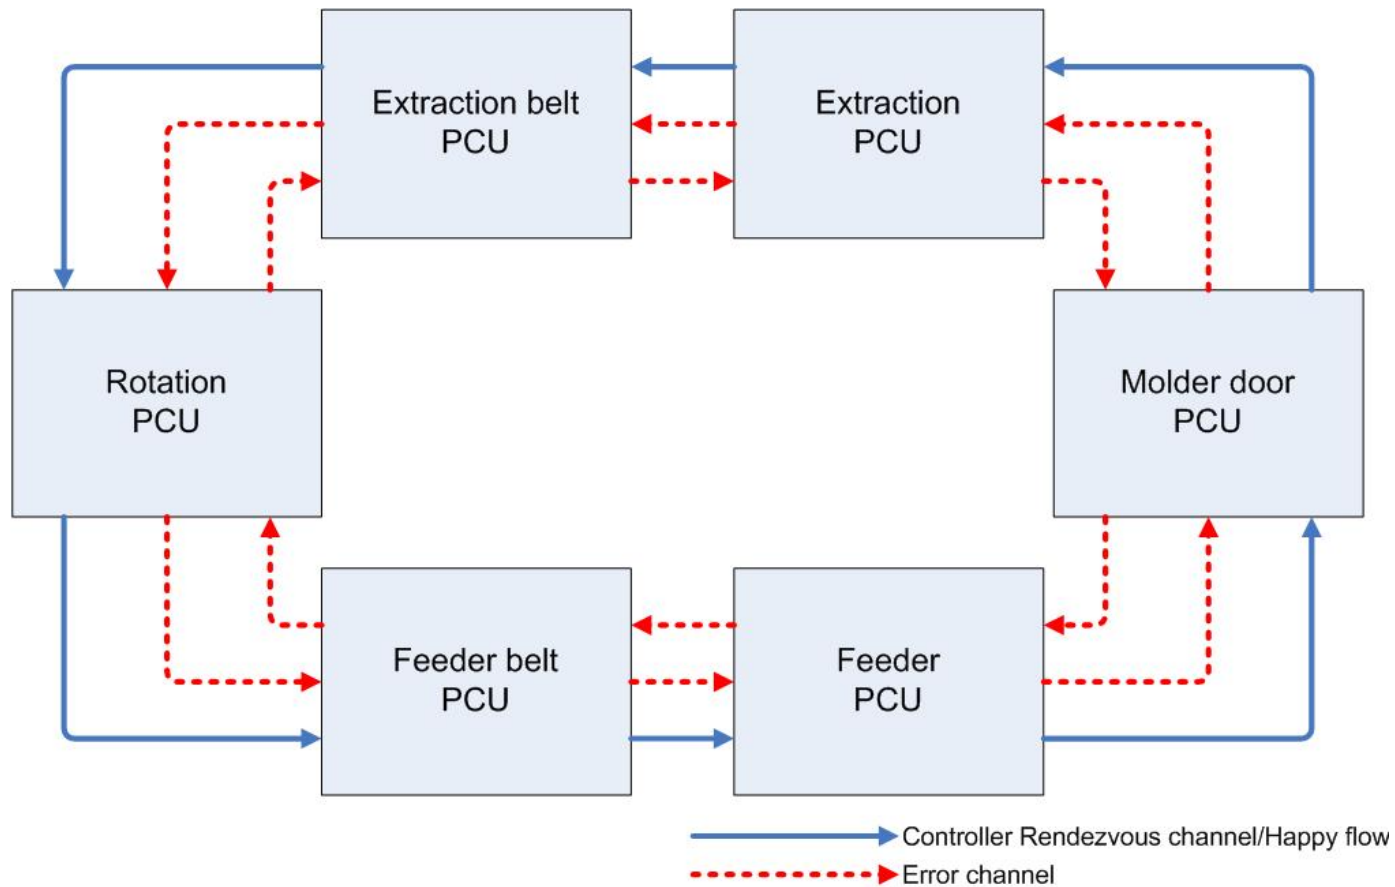 Extraction belt
PCU
Extraction
PCU
Rotation
PCU
Molder door
PCU
Feeder belt
PCU
Feeder
PCU
Controller Rendezvous channel/Happy flow
Error channel